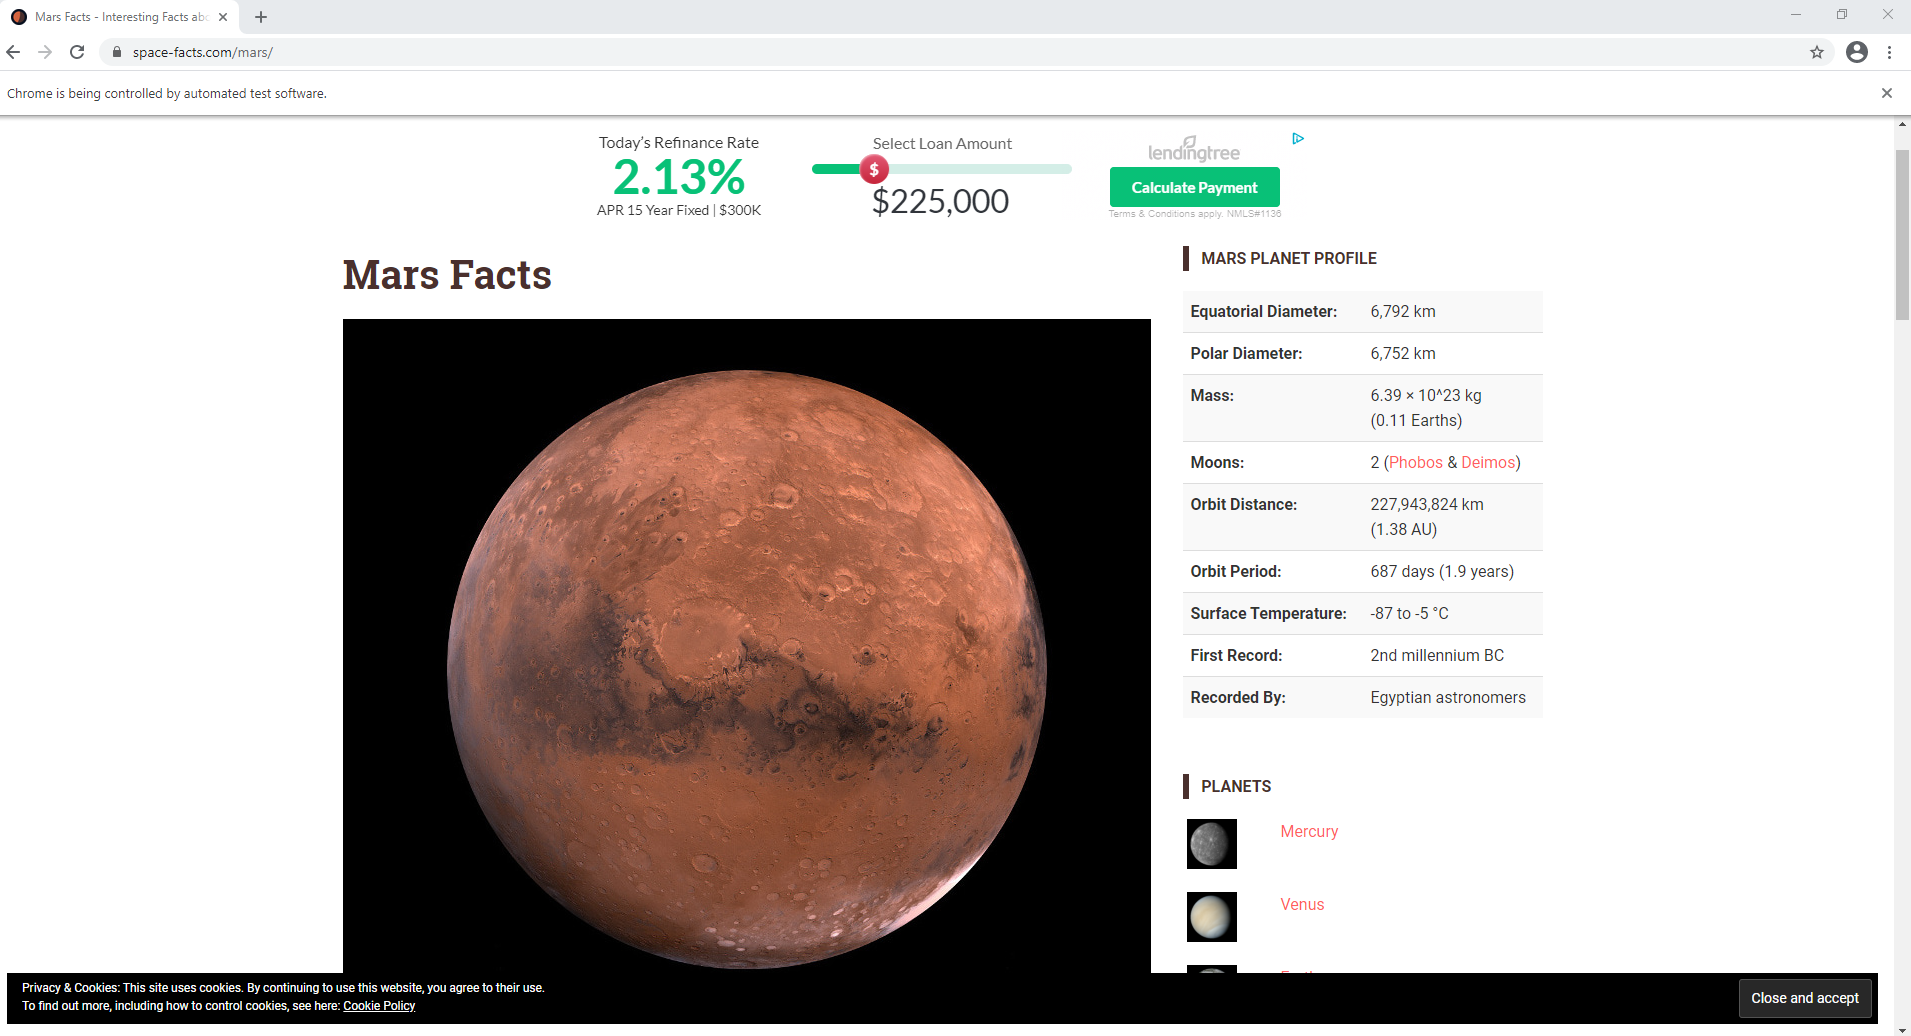 Mars Facts - Interesting Facts abo
space-facts.com/mars/
Chrome is being controlled by automated test software.
Today's Refinance Rate
2.13%
APR 15 Year Fixed | $300K
Select Loan Amount
$
$225,000
lendingtree
Calculate Payment
Terms & Conditions apply. NMLS#1136
Mars Facts
MARS PLANET PROFILE
Equatorial Diameter: 6,792 km
Polar Diameter: 6,752 km
Mass: 6.39 × 10^23 kg
(0.11 Earths)
Moons: 2 (Phobos & Deimos)
Orbit Distance: 227,943,824 km
(1.38 AU)
Orbit Period: 687 days (1.9 years)
Surface Temperature: -87 to -5 °C
First Record: 2nd millennium BC
Recorded By: Egyptian astronomers
PLANETS
Mercury
Venus
Privacy & Cookies: This site uses cookies. By continuing to use this website, you agree to their use.
To find out more, including how to control cookies, see here: Cookie Policy
Close and accept